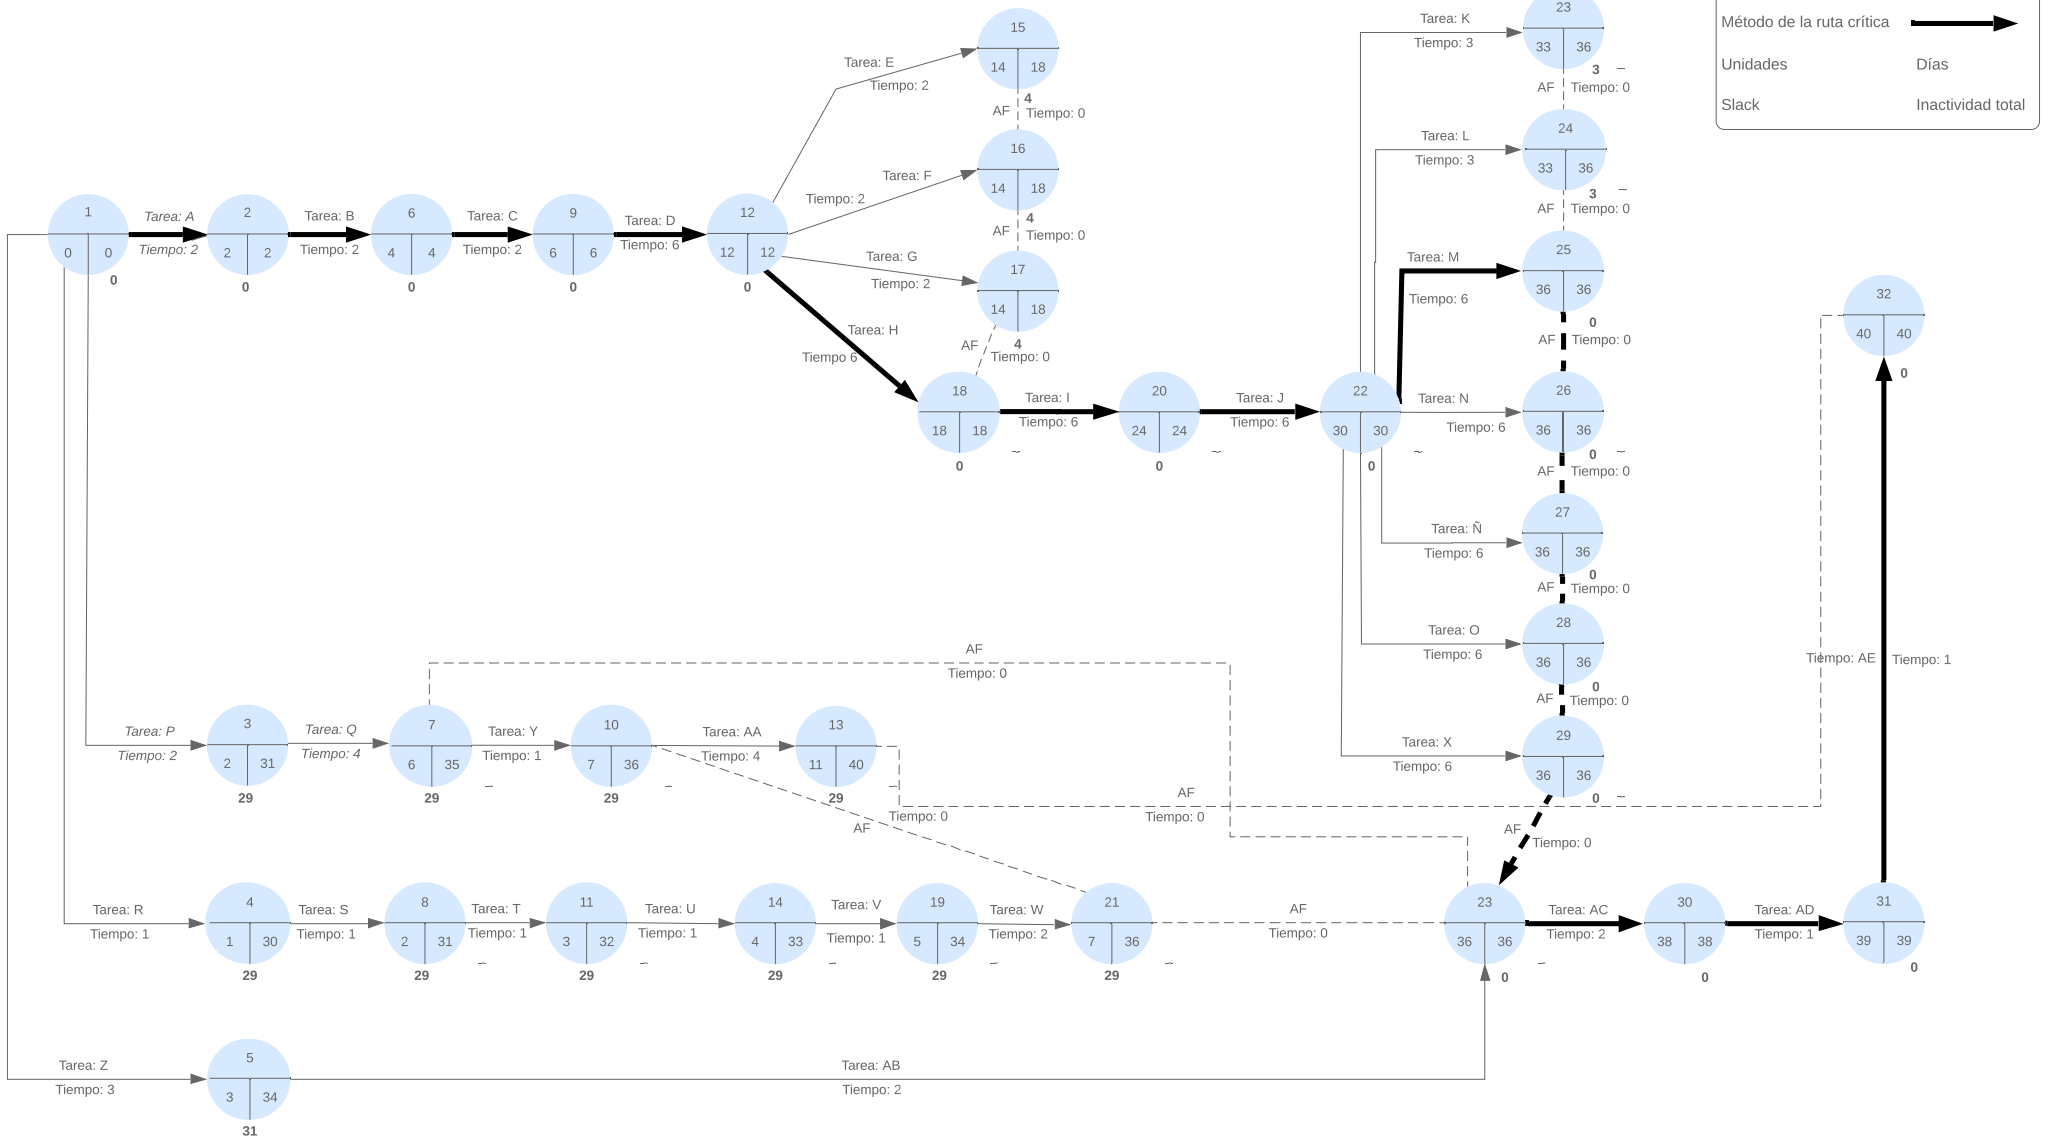 23
33 36
3 ~
Tarea: K
Tiempo: 3
AF Tiempo: 0
Método de la ruta crítica
Unidades Días
Slack Inactividad total
15
14 18
4
Tarea: E
Tiempo: 2
AF Tiempo: 0
24
33 36
3 ~
Tarea: L
Tiempo: 3
AF Tiempo: 0
16
14 18
4
Tarea: F
Tiempo: 2
AF Tiempo: 0
1
0 0
0
Tarea: A
Tiempo: 2
2
2 2
0
Tarea: B
Tiempo: 2
6
4 4
0
Tarea: C
Tiempo: 2
9
6 6
0
Tarea: D
Tiempo: 6
12
12 12
0
Tarea: G
Tiempo: 2
17
14 18
4
AF Tiempo: 0
Tarea: H
Tiempo 6
Tarea: M
Tiempo: 6
25
36 36
0
AF Tiempo: 0
32
40 40
0
18
18 18
0 ~
Tarea: I
Tiempo: 6
20
24 24
0 ~
Tarea: J
Tiempo: 6
22
30 30
0 ~
Tarea: N
Tiempo: 6
26
36 36
0 ~
AF Tiempo: 0
Tarea: Ñ
Tiempo: 6
27
36 36
0
AF Tiempo: 0
Tarea: O
Tiempo: 6
28
36 36
0
AF Tiempo: 0
AF
Tiempo: 0
Tiempo: AE Tiempo: 1
Tarea: P
Tiempo: 2
3
2 31
29
Tarea: Q
Tiempo: 4
7
6 35
29 ~
Tarea: Y
Tiempo: 1
10
7 36
29 ~
Tarea: AA
Tiempo: 4
13
11 40
29 ~
Tarea: X
Tiempo: 6
29
36 36
0 ~
AF
Tiempo: 0
AF Tiempo: 0
AF Tiempo: 0
Tarea: R
Tiempo: 1
4
1 30
29
Tarea: S
Tiempo: 1
8
2 31
29 ~
Tarea: T
Tiempo: 1
11
3 32
29 ~
Tarea: U
Tiempo: 1
14
4 33
29 ~
Tarea: V
Tiempo: 1
19
5 34
29 ~
Tarea: W
Tiempo: 2
21
7 36
29 ~
AF
Tiempo: 0
23
36 36
0 ~
Tarea: AC
Tiempo: 2
30
38 38
0
Tarea: AD
Tiempo: 1
31
39 39
0
Tarea: Z
Tiempo: 3
5
3 34
31
Tarea: AB
Tiempo: 2